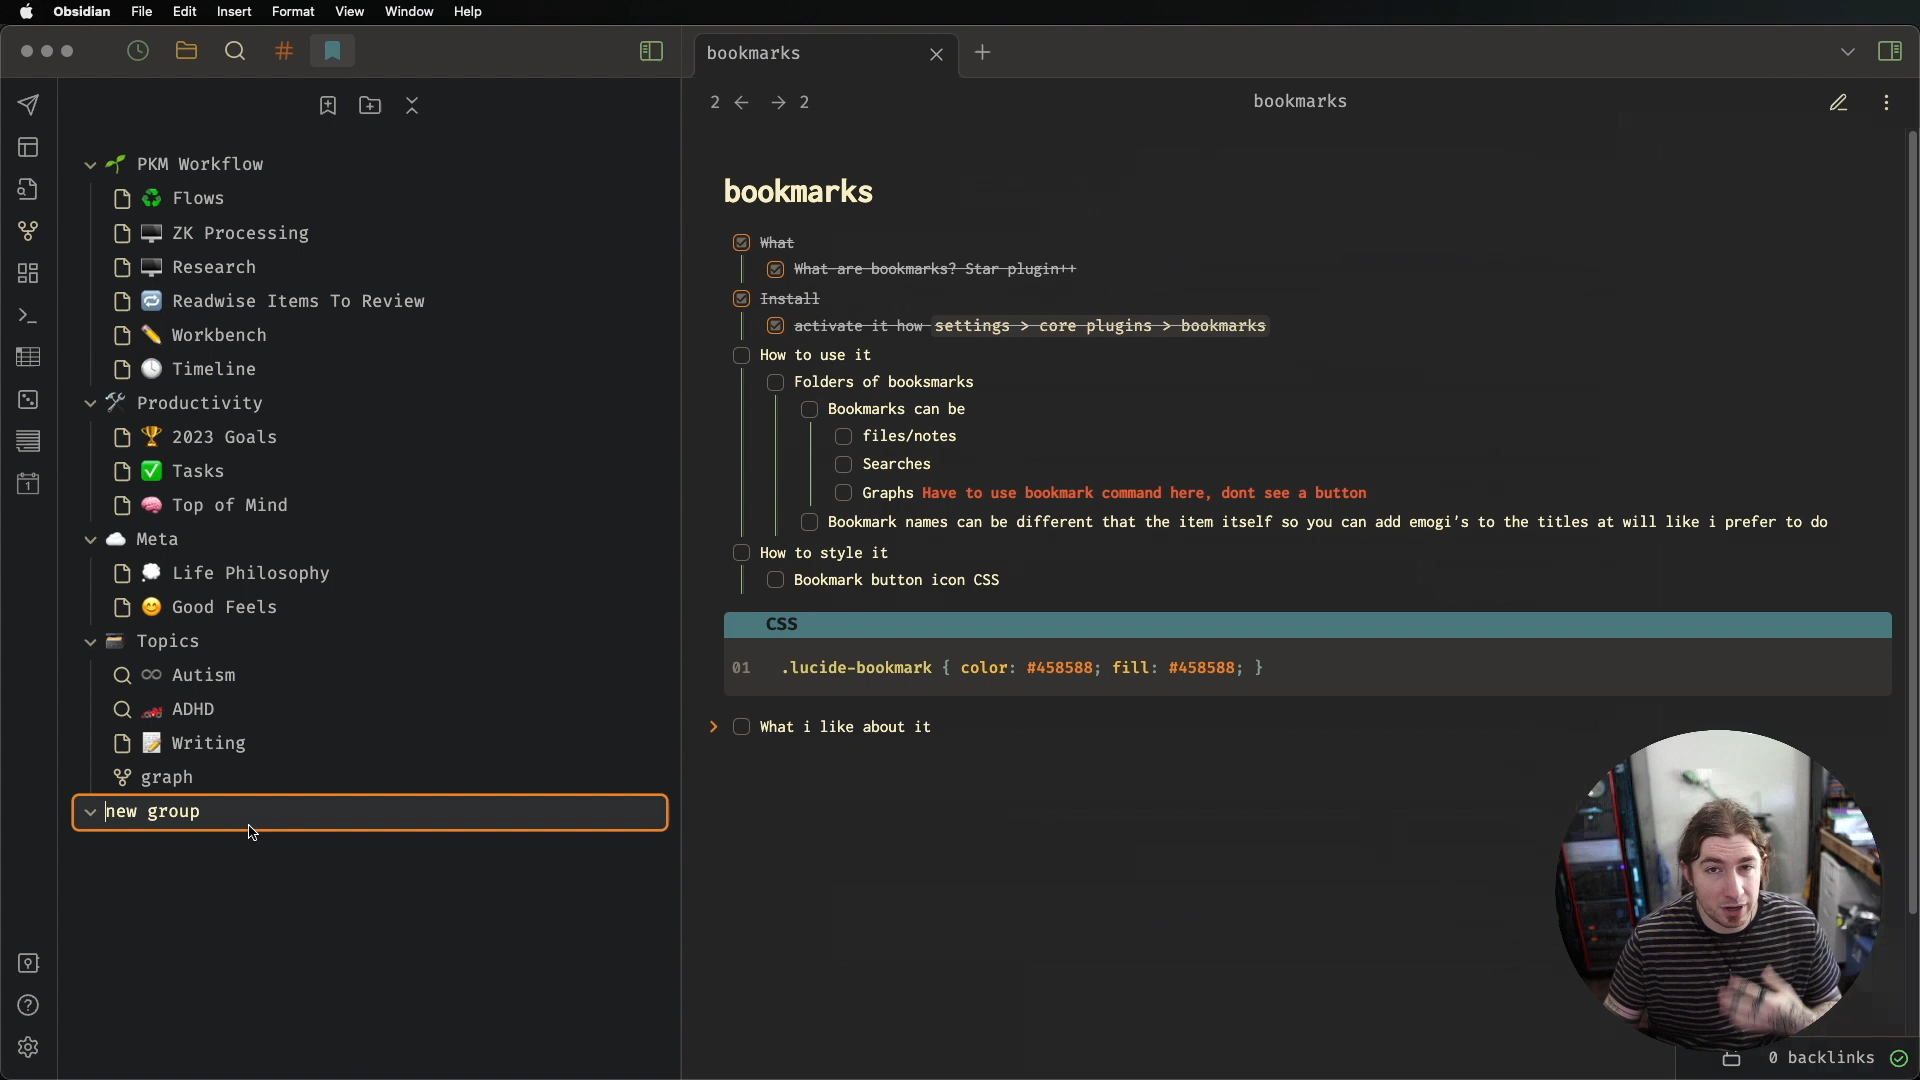 Obsidian File Edit Insert Format View Window Help
bookmarks
2 2 bookmarks
PKM Workflow
Flows
ZK Processing
Research
Readwise Items To Review
Workbench
Timeline
Productivity
2023 Goals
Tasks
Top of Mind
Meta
Life Philosophy
Good Feels
Topics
Autism
ADHD
Writing
graph
new group
bookmarks
What
What are bookmarks? Star plugin++
Install
activate it how settings > core plugins > bookmarks
How to use it
Folders of booksmarks
Bookmarks can be
files/notes
Searches
Graphs Have to use bookmark command here, dont see a button
Bookmark names can be different that the item itself so you can add emogi's to the titles at will like i prefer to do
How to style it
Bookmark button icon CSS
CSS
01 .lucide-bookmark { color: #458588; fill: #458588; }
What i like about it
0 backlinks